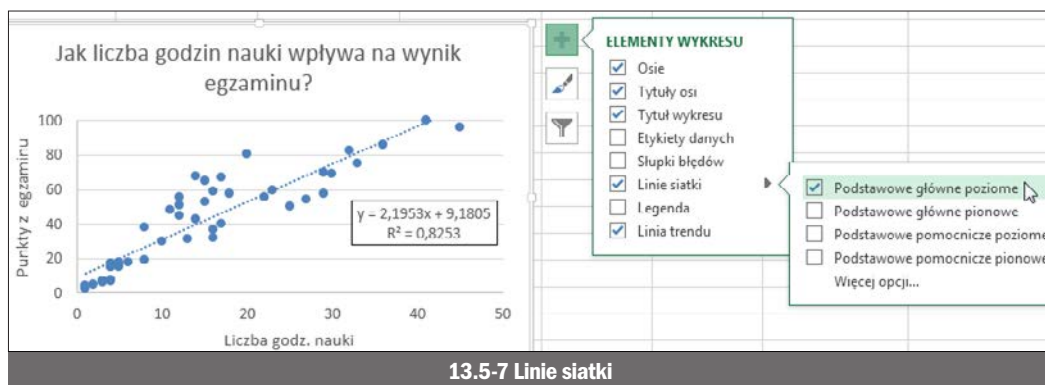 Jak liczba godzin nauki wpływa na wynik
egzaminu?
Punkty z egzaminu
100
80
60
40
20
0
y = 2,1953x + 9,1805
R² = 0,8253
0 10 20 30 40 50
Liczba godz. nauki
ELEMENTY WYKRESU
Osie
Tytuły osi
Tytuł wykresu
Etykiety danych
Słupki błędów
Linie siatki
Legenda
Linia trendu
Podstawowe główne poziome
Podstawowe główne pionowe
Podstawowe pomocnicze poziome
Podstawowe pomocnicze pionowe
Więcej opcji...
13.5-7 Linie siatki